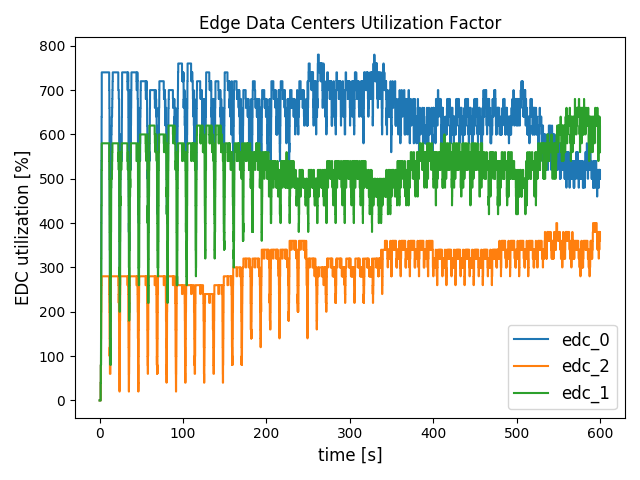 Edge Data Centers Utilization Factor
EDC utilization [%]
800
700
600
500
400
300
200
100
0
0 100 200 300 400 500 600
time [s]
edc_0
edc_2
edc_1